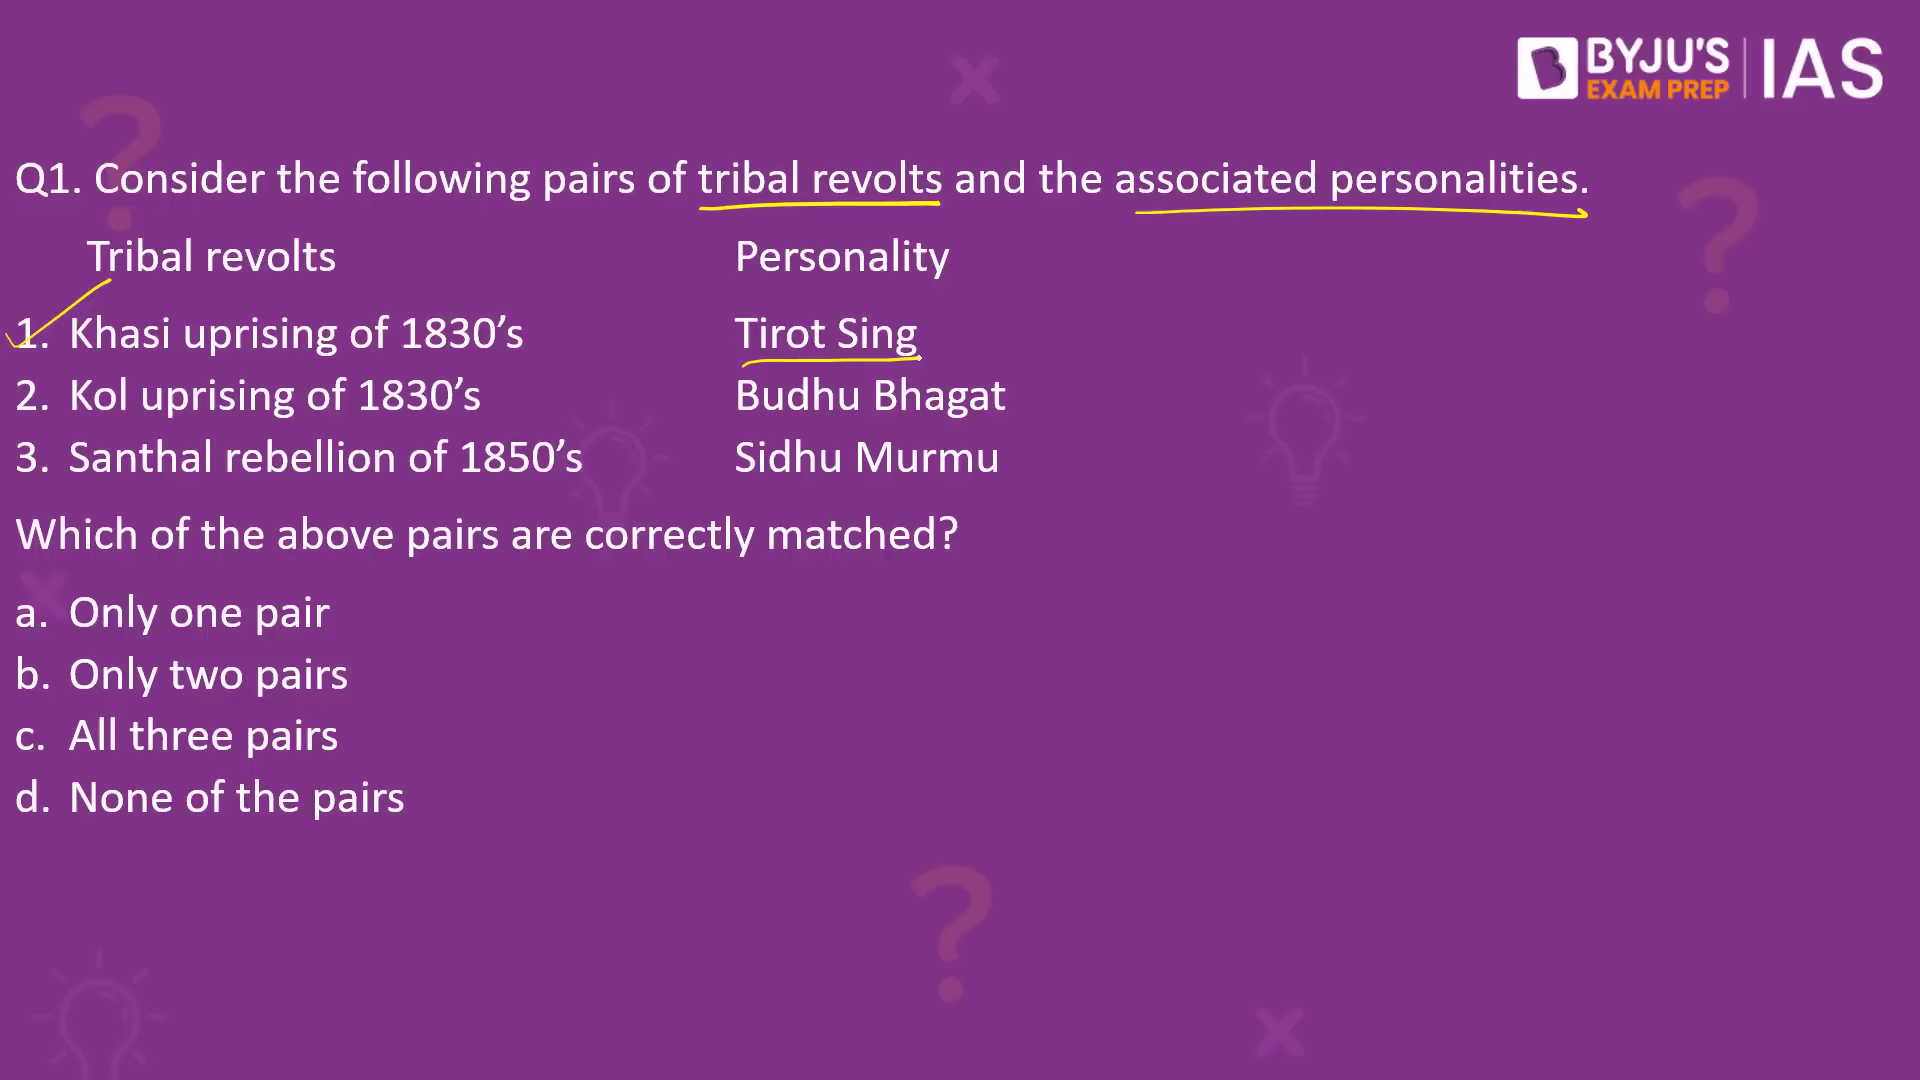 BYJU'S
EXAM PREP
IAS
Q1. Consider the following pairs of tribal revolts and the associated personalities.
Tribal revolts Personality
1. Khasi uprising of 1830’s Tirot Sing
2. Kol uprising of 1830’s Budhu Bhagat
3. Santhal rebellion of 1850’s Sidhu Murmu
Which of the above pairs are correctly matched?
a. Only one pair
b. Only two pairs
c. All three pairs
d. None of the pairs